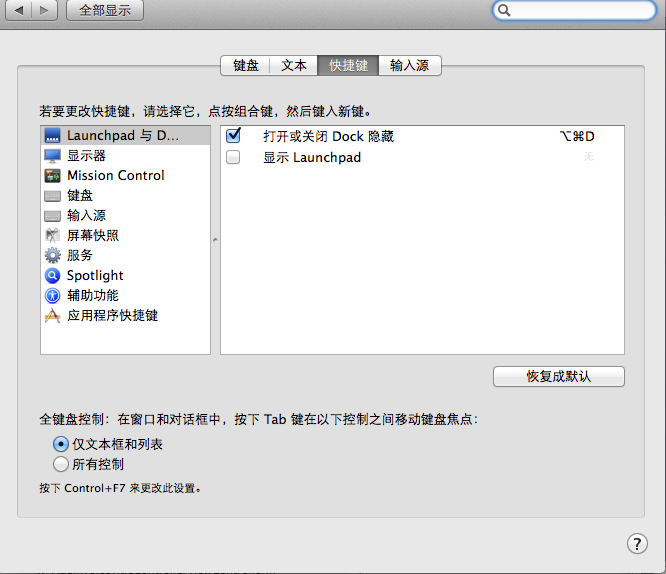 全部显示
键盘 文本 快捷键 输入源
若要更改快捷键，请选择它，点按组合键，然后键入新键。
Launchpad 与 D...
显示器
Mission Control
键盘
输入源
屏幕快照
服务
Spotlight
辅助功能
应用程序快捷键
打开或关闭 Dock 隐藏 ⌥⌘D
显示 Launchpad 无
恢复成默认
全键盘控制：在窗口和对话框中，按下 Tab 键在以下控制之间移动键盘焦点：
仅文本框和列表
所有控制
按下 Control+F7 来更改此设置。
?